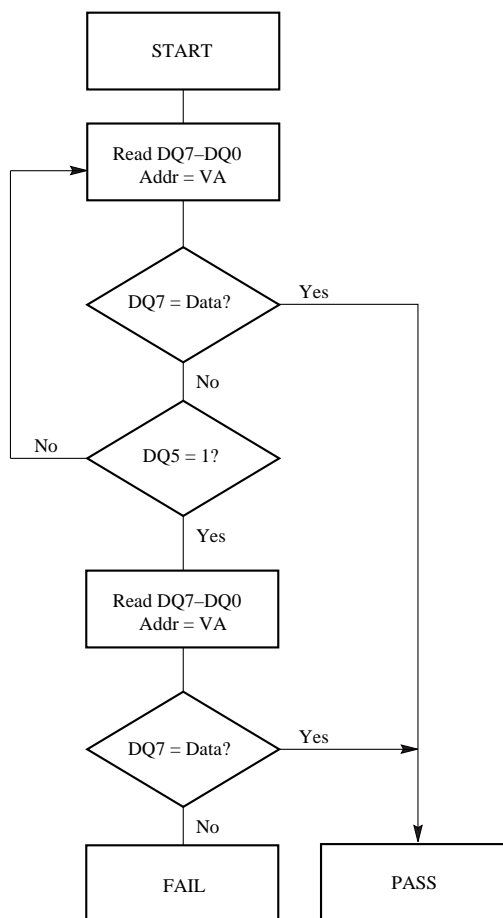 START
Read DQ7–DQ0
Addr = VA
DQ7 = Data?
Yes
No
No
DQ5 = 1?
Yes
Read DQ7–DQ0
Addr = VA
DQ7 = Data?
Yes
No
FAIL
PASS